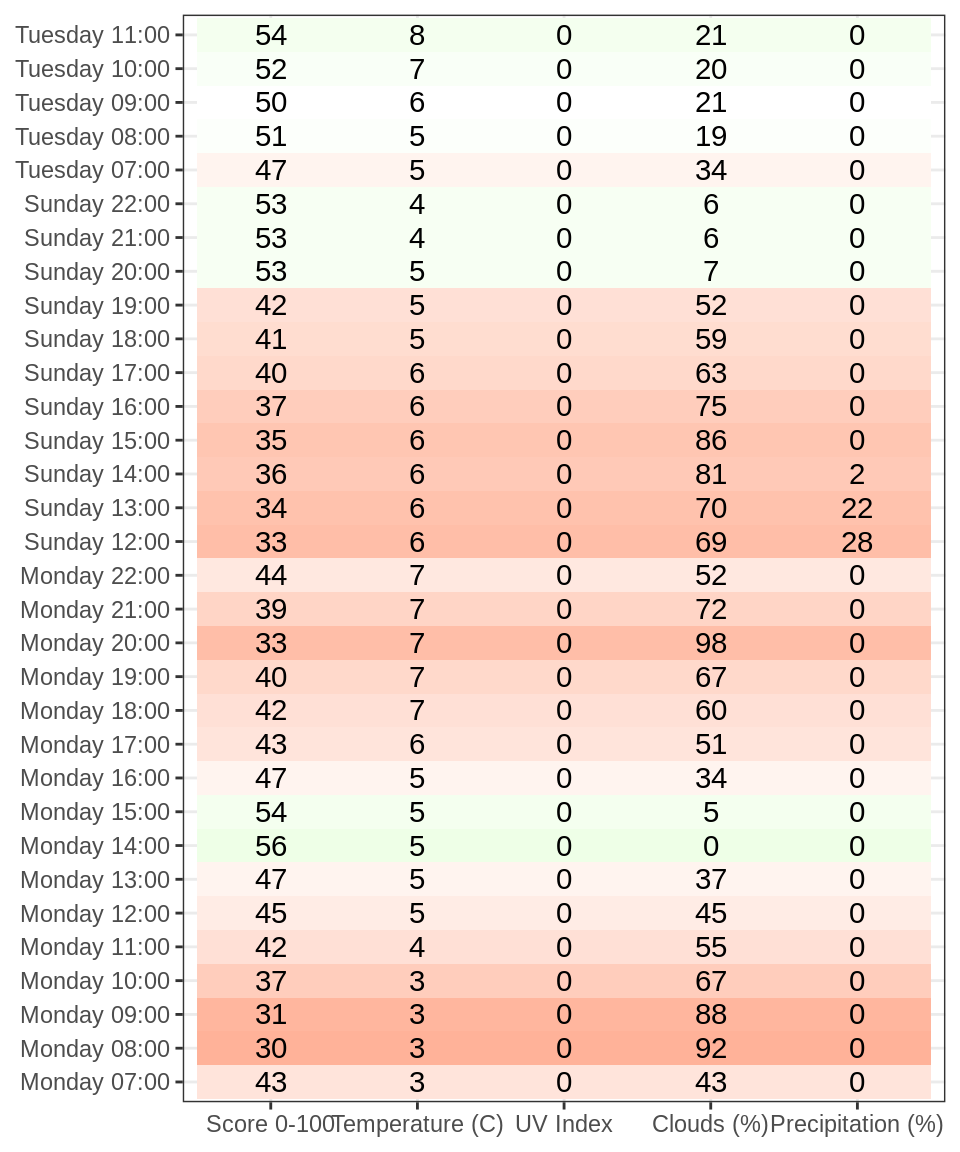 Tuesday 11:00 54 8 0 21 0
Tuesday 10:00 52 7 0 20 0
Tuesday 09:00 50 6 0 21 0
Tuesday 08:00 51 5 0 19 0
Tuesday 07:00 47 5 0 34 0
Sunday 22:00 53 4 0 6 0
Sunday 21:00 53 4 0 6 0
Sunday 20:00 53 5 0 7 0
Sunday 19:00 42 5 0 52 0
Sunday 18:00 41 5 0 59 0
Sunday 17:00 40 6 0 63 0
Sunday 16:00 37 6 0 75 0
Sunday 15:00 35 6 0 86 0
Sunday 14:00 36 6 0 81 2
Sunday 13:00 34 6 0 70 22
Sunday 12:00 33 6 0 69 28
Monday 22:00 44 7 0 52 0
Monday 21:00 39 7 0 72 0
Monday 20:00 33 7 0 98 0
Monday 19:00 40 7 0 67 0
Monday 18:00 42 7 0 60 0
Monday 17:00 43 6 0 51 0
Monday 16:00 47 5 0 34 0
Monday 15:00 54 5 0 5 0
Monday 14:00 56 5 0 0 0
Monday 13:00 47 5 0 37 0
Monday 12:00 45 5 0 45 0
Monday 11:00 42 4 0 55 0
Monday 10:00 37 3 0 67 0
Monday 09:00 31 3 0 88 0
Monday 08:00 30 3 0 92 0
Monday 07:00 43 3 0 43 0
Score 0-100 Temperature (C) UV Index Clouds (%) Precipitation (%)